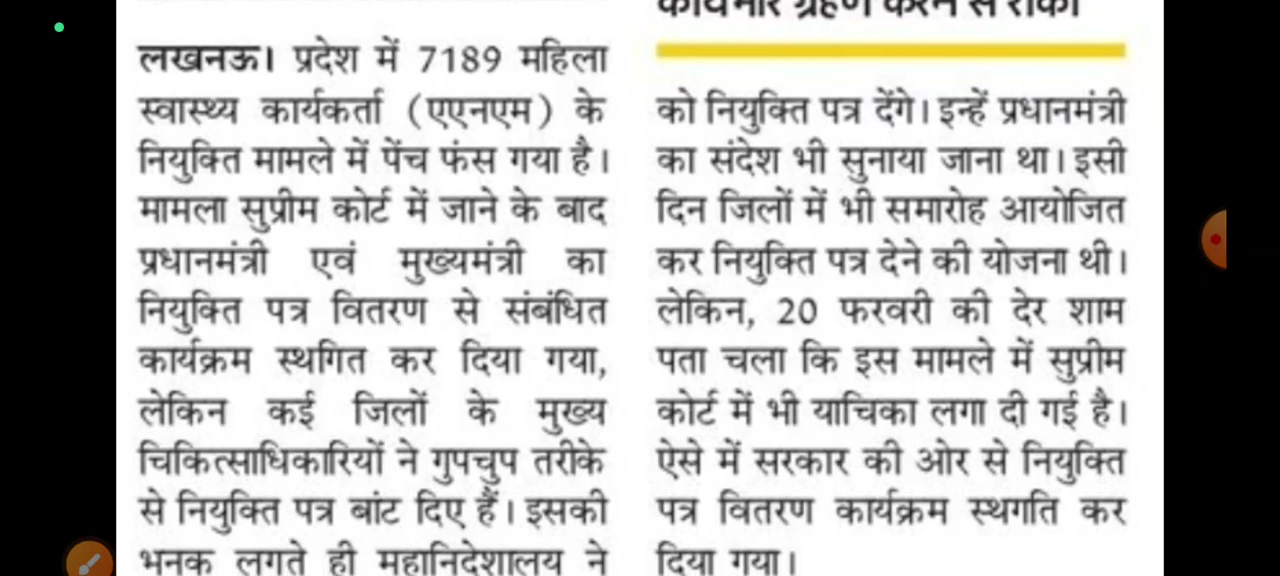 लखनऊ। प्रदेश में 7189 महिला
स्वास्थ्य कार्यकर्ता (एएनएम) के
नियुक्ति मामले में पेंच फंस गया है।
मामला सुप्रीम कोर्ट में जाने के बाद
प्रधानमंत्री एवं मुख्यमंत्री का
नियुक्ति पत्र वितरण से संबंधित
कार्यक्रम स्थगित कर दिया गया,
लेकिन कई जिलों के मुख्य
चिकित्साधिकारियों ने गुपचुप तरीके
से नियुक्ति पत्र बांट दिए हैं। इसकी
भनक लगते ही महानिदेशालय ने
कार्यभार ग्रहण करने से रोका
को नियुक्ति पत्र देंगे। इन्हें प्रधानमंत्री
का संदेश भी सुनाया जाना था। इसी
दिन जिलों में भी समारोह आयोजित
कर नियुक्ति पत्र देने की योजना थी।
लेकिन, 20 फरवरी की देर शाम
पता चला कि इस मामले में सुप्रीम
कोर्ट में भी याचिका लगा दी गई है।
ऐसे में सरकार की ओर से नियुक्ति
पत्र वितरण कार्यक्रम स्थगति कर
दिया गया।